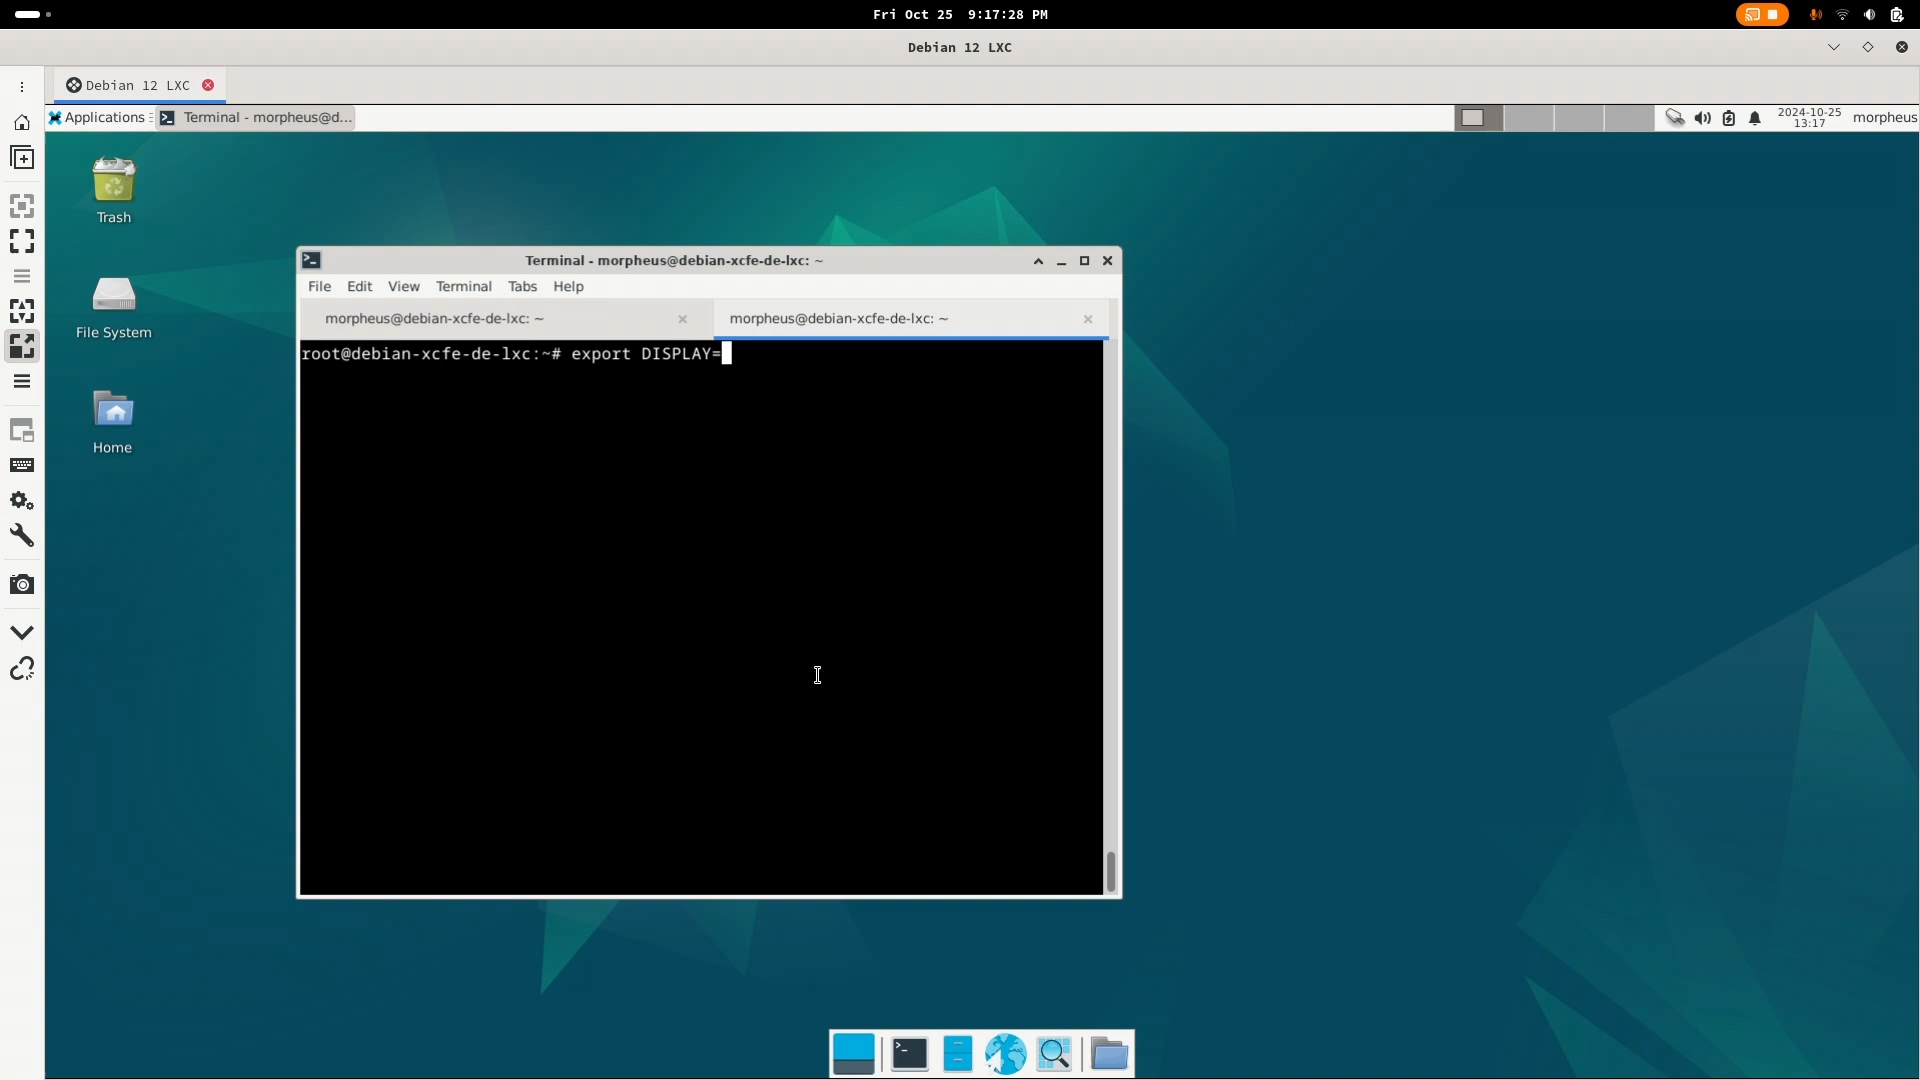 Fri Oct 25  9:17:28 PM
Debian 12 LXC
Debian 12 LXC
Applications
Terminal - morpheus@d...
2024-10-25
13:17
morpheus
Trash
File System
Home
Terminal - morpheus@debian-xcfe-de-lxc: ~
File Edit View Terminal Tabs Help
morpheus@debian-xcfe-de-lxc: ~
morpheus@debian-xcfe-de-lxc: ~
root@debian-xcfe-de-lxc:~# export DISPLAY=